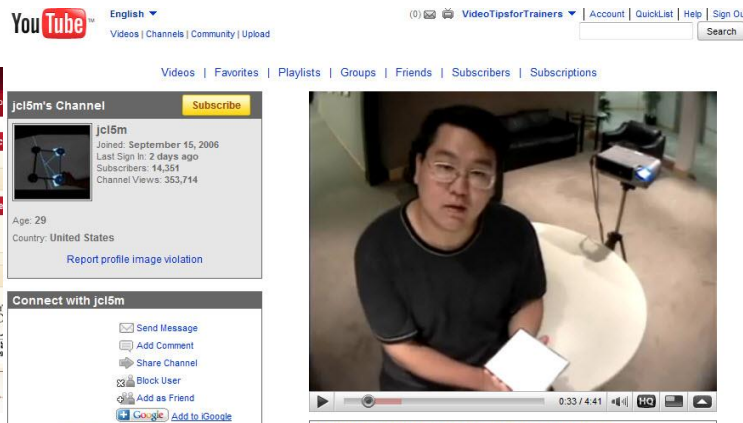 YouTube™
English
(0) VideoTipsforTrainers | Account | QuickList | Help | Sign
Videos | Channels | Community | Upload
Search
Videos | Favorites | Playlists | Groups | Friends | Subscribers | Subscriptions
jcl5m's Channel
Subscribe
jcl5m
Joined: September 15, 2006
Last Sign In: 2 days ago
Subscribers: 14,351
Channel Views: 353,714
Age: 29
Country: United States
Report profile image violation
Connect with jcl5m
Send Message
Add Comment
Share Channel
Block User
Add as Friend
Google Add to iGoogle
0:33 / 4:41
HQ